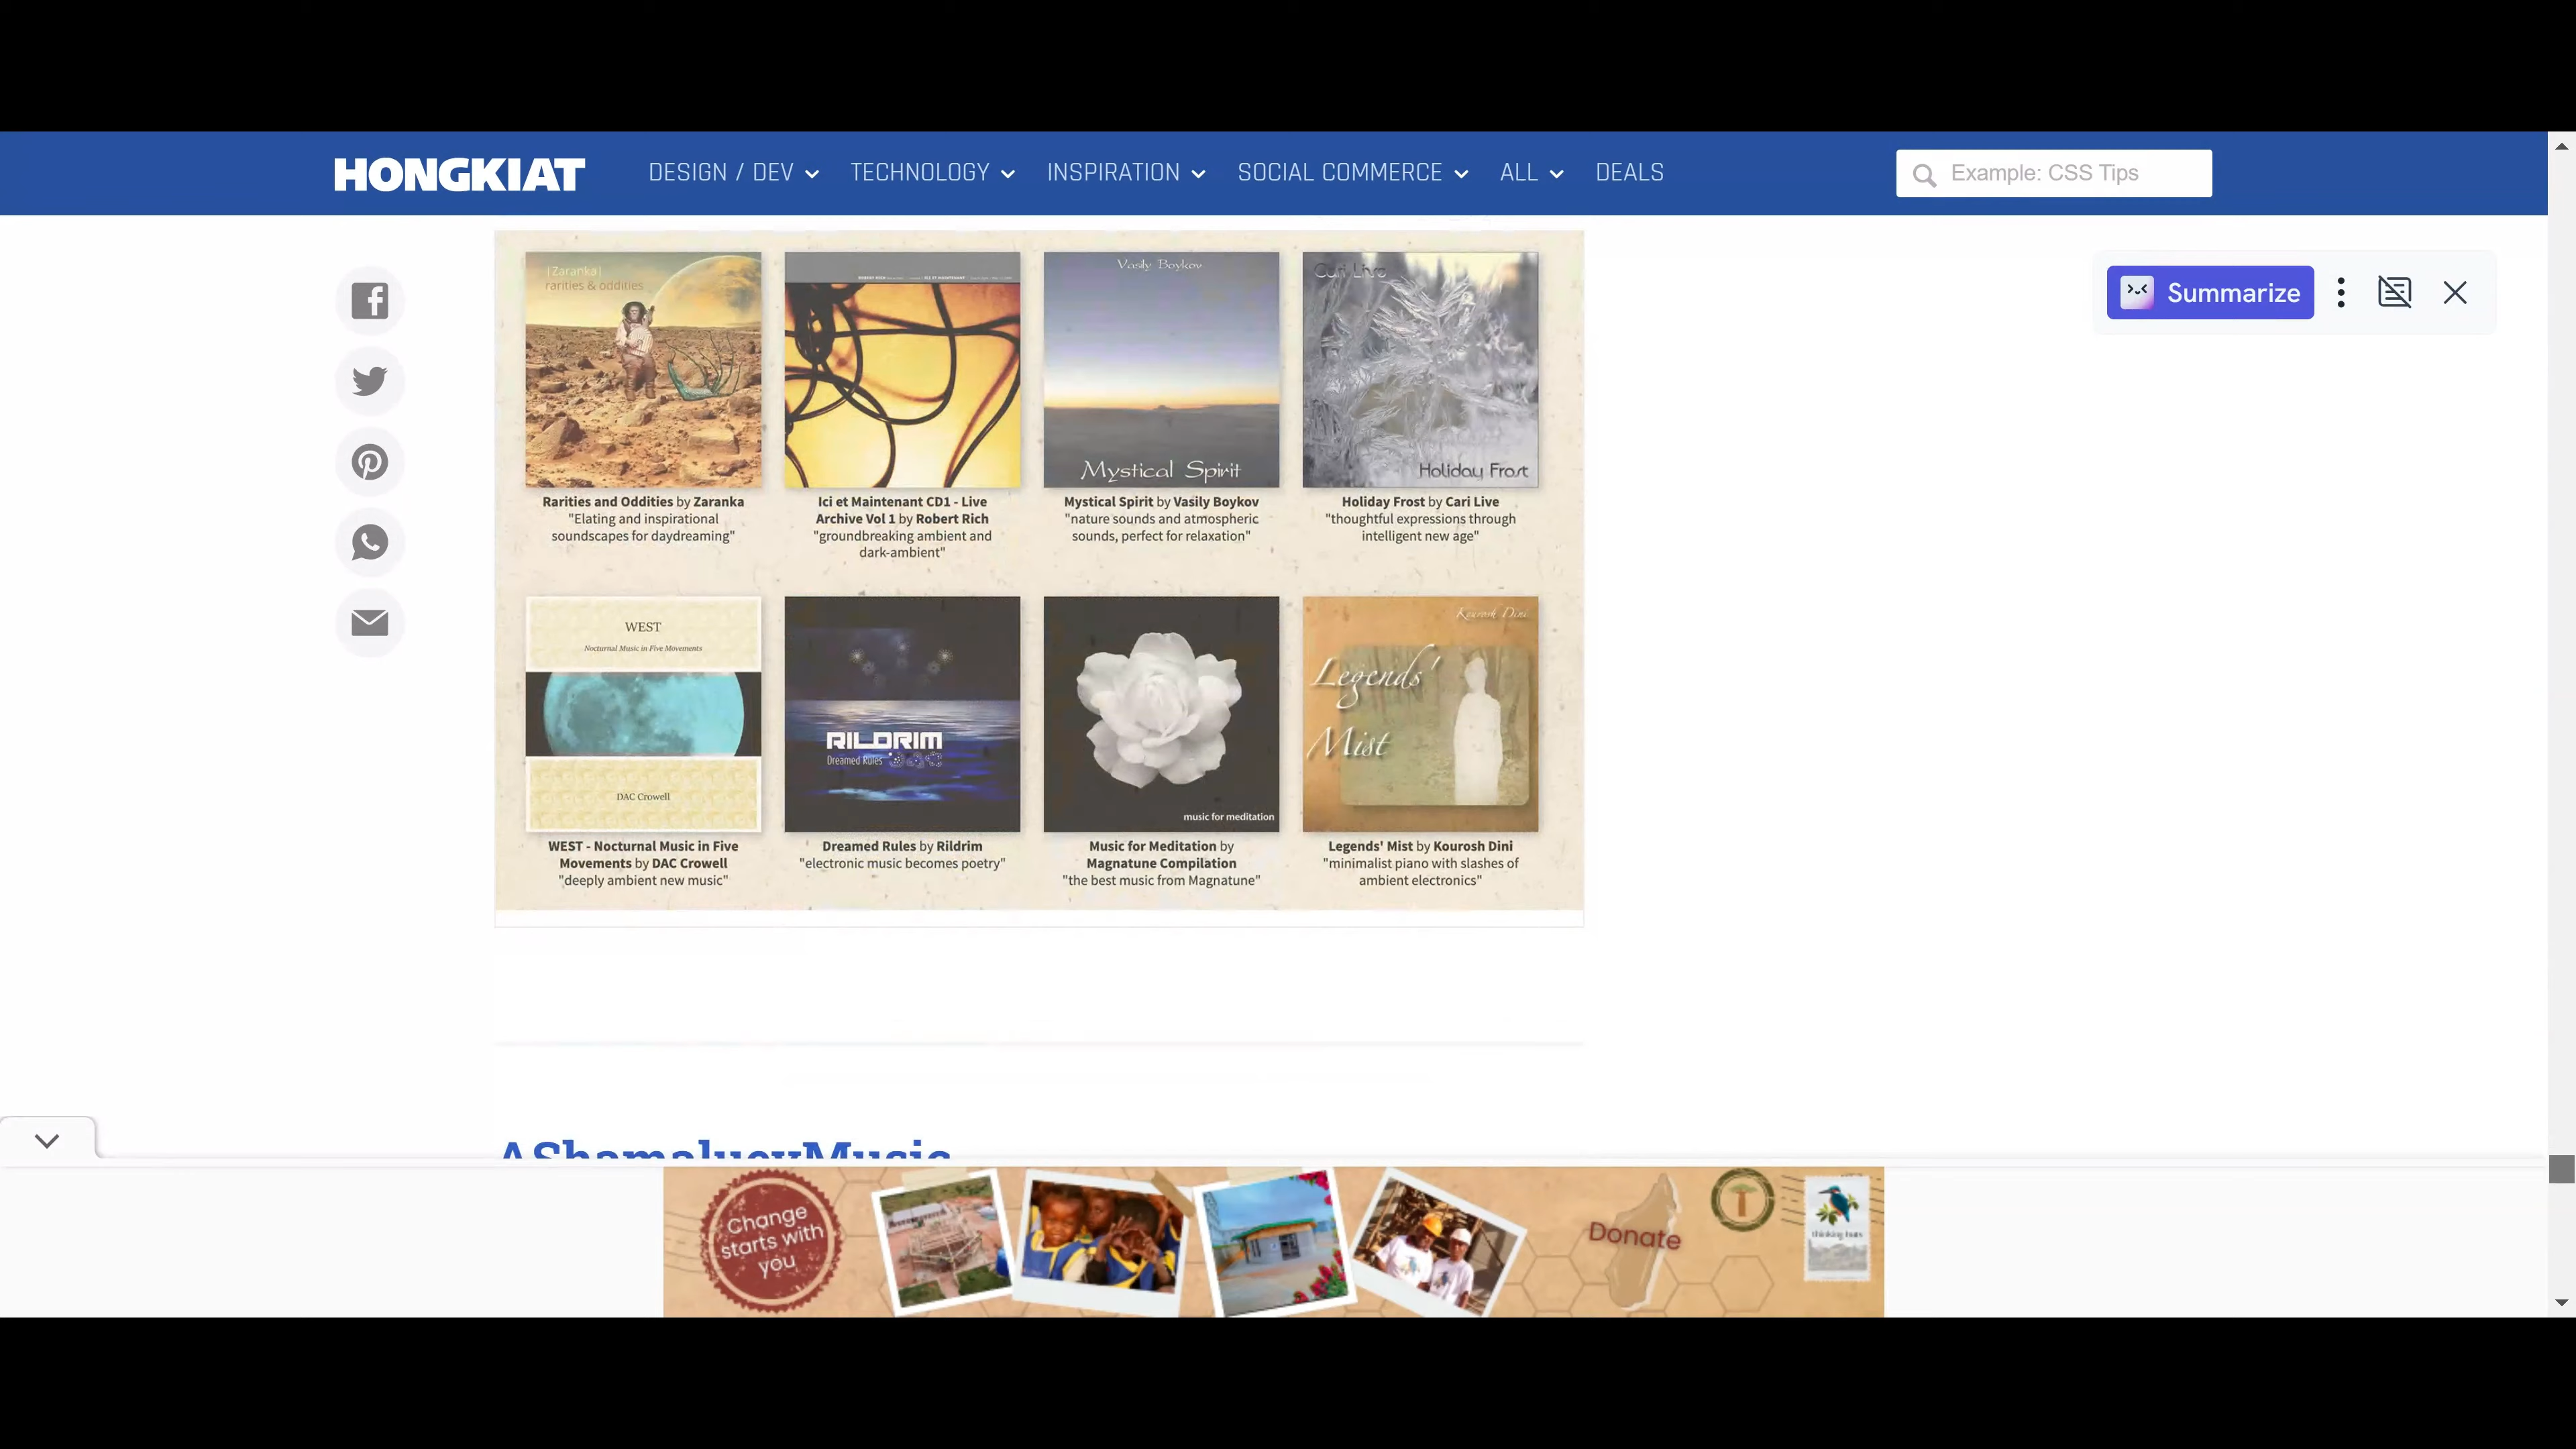 HONGKIAT
DESIGN / DEV
TECHNOLOGY
INSPIRATION
SOCIAL COMMERCE
ALL
DEALS
Example: CSS Tips
Summarize
[Zaranka]
rarities & oddities
Vasily Boykov
Mystical Spirit
Cari Live
Holiday Frost
Rarities and Oddities by Zaranka
"Elating and inspirational
soundscapes for daydreaming"
Ici et Maintenant CD1 - Live
Archive Vol 1 by Robert Rich
"groundbreaking ambient and
dark-ambient"
Mystical Spirit by Vasily Boykov
"nature sounds and atmospheric
sounds, perfect for relaxation"
Holiday Frost by Cari Live
"thoughtful expressions through
intelligent new age"
WEST
Nocturnal Music in Five Movements
DAC Crowell
RILDRIM
Dreamed Rules
music for meditation
Kourosh Dini
Legends'
Mist
WEST - Nocturnal Music in Five
Movements by DAC Crowell
"deeply ambient new music"
Dreamed Rules by Rildrim
"electronic music becomes poetry"
Music for Meditation by
Magnatune Compilation
"the best music from Magnatune"
Legends' Mist by Kourosh Dini
"minimalist piano with slashes of
ambient electronics"
AShamaluevMusic
Change
starts with
you
Donate